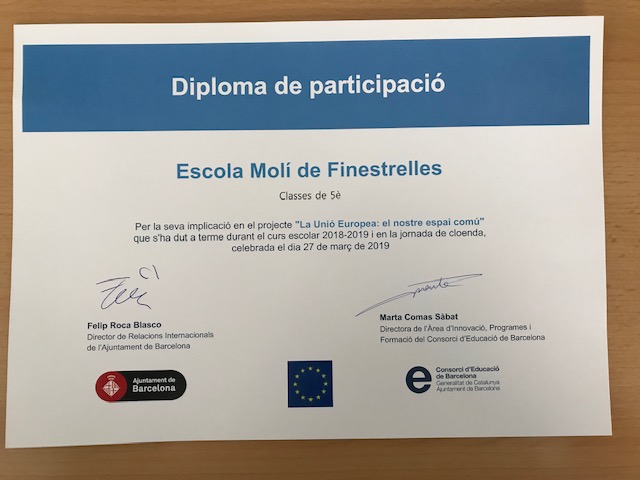 Diploma de participació
Escola Molí de Finestrelles
Classes de 5è
Per la seva implicació en el projecte "La Unió Europea: el nostre espai comú"
que s'ha dut a terme durant el curs escolar 2018-2019 i en la jornada de cloenda,
celebrada el dia 27 de març de 2019
Felip Roca Blasco
Director de Relacions Internacionals
de l'Ajuntament de Barcelona
Marta Comas Sàbat
Directora de l'Àrea d'Innovació, Programes i
Formació del Consorci d'Educació de Barcelona
Ajuntament de
Barcelona
e
Consorci d'Educació
de Barcelona
Generalitat de Catalunya
Ajuntament de Barcelona